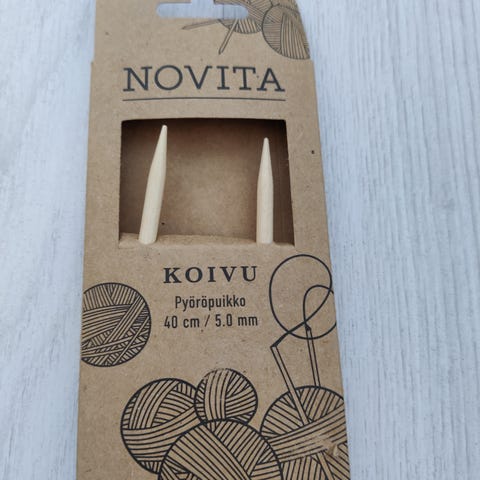 NOVITA
KOIVU
Pyöröpuikko
40 cm / 5.0 mm